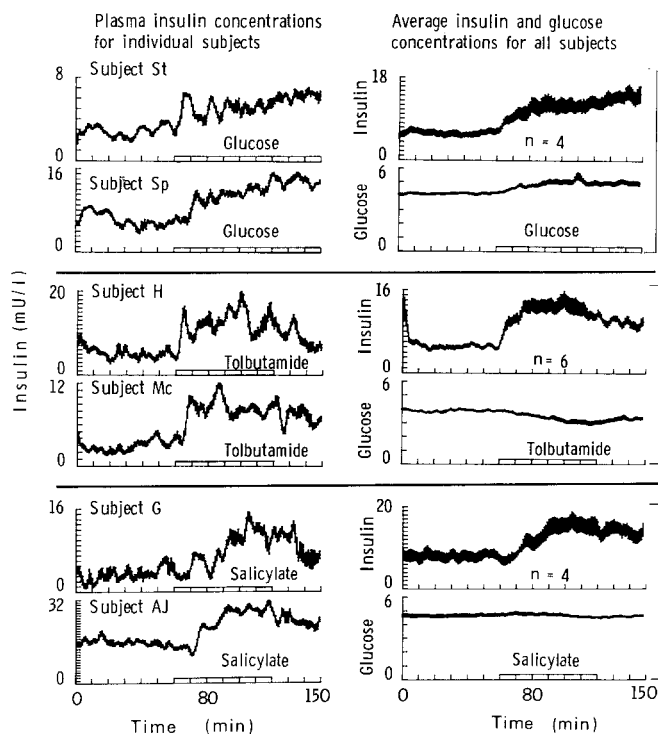 Plasma insulin concentrations
for individual subjects
Average insulin and glucose
concentrations for all subjects
Insulin (mU/l)
Subject St
8
0
Glucose
Subject Sp
16
0
Glucose
Subject H
20
0
Tolbutamide
Subject Mc
12
0
Tolbutamide
Subject G
16
0
Salicylate
Subject AJ
32
0
Salicylate
0 80 150
Time (min)
Insulin
18
0
n = 4
Glucose
6
0
Glucose
Insulin
16
0
n = 6
Glucose
6
0
Tolbutamide
Insulin
20
0
n = 4
Glucose
6
0
Salicylate
0 80 150
Time (min)